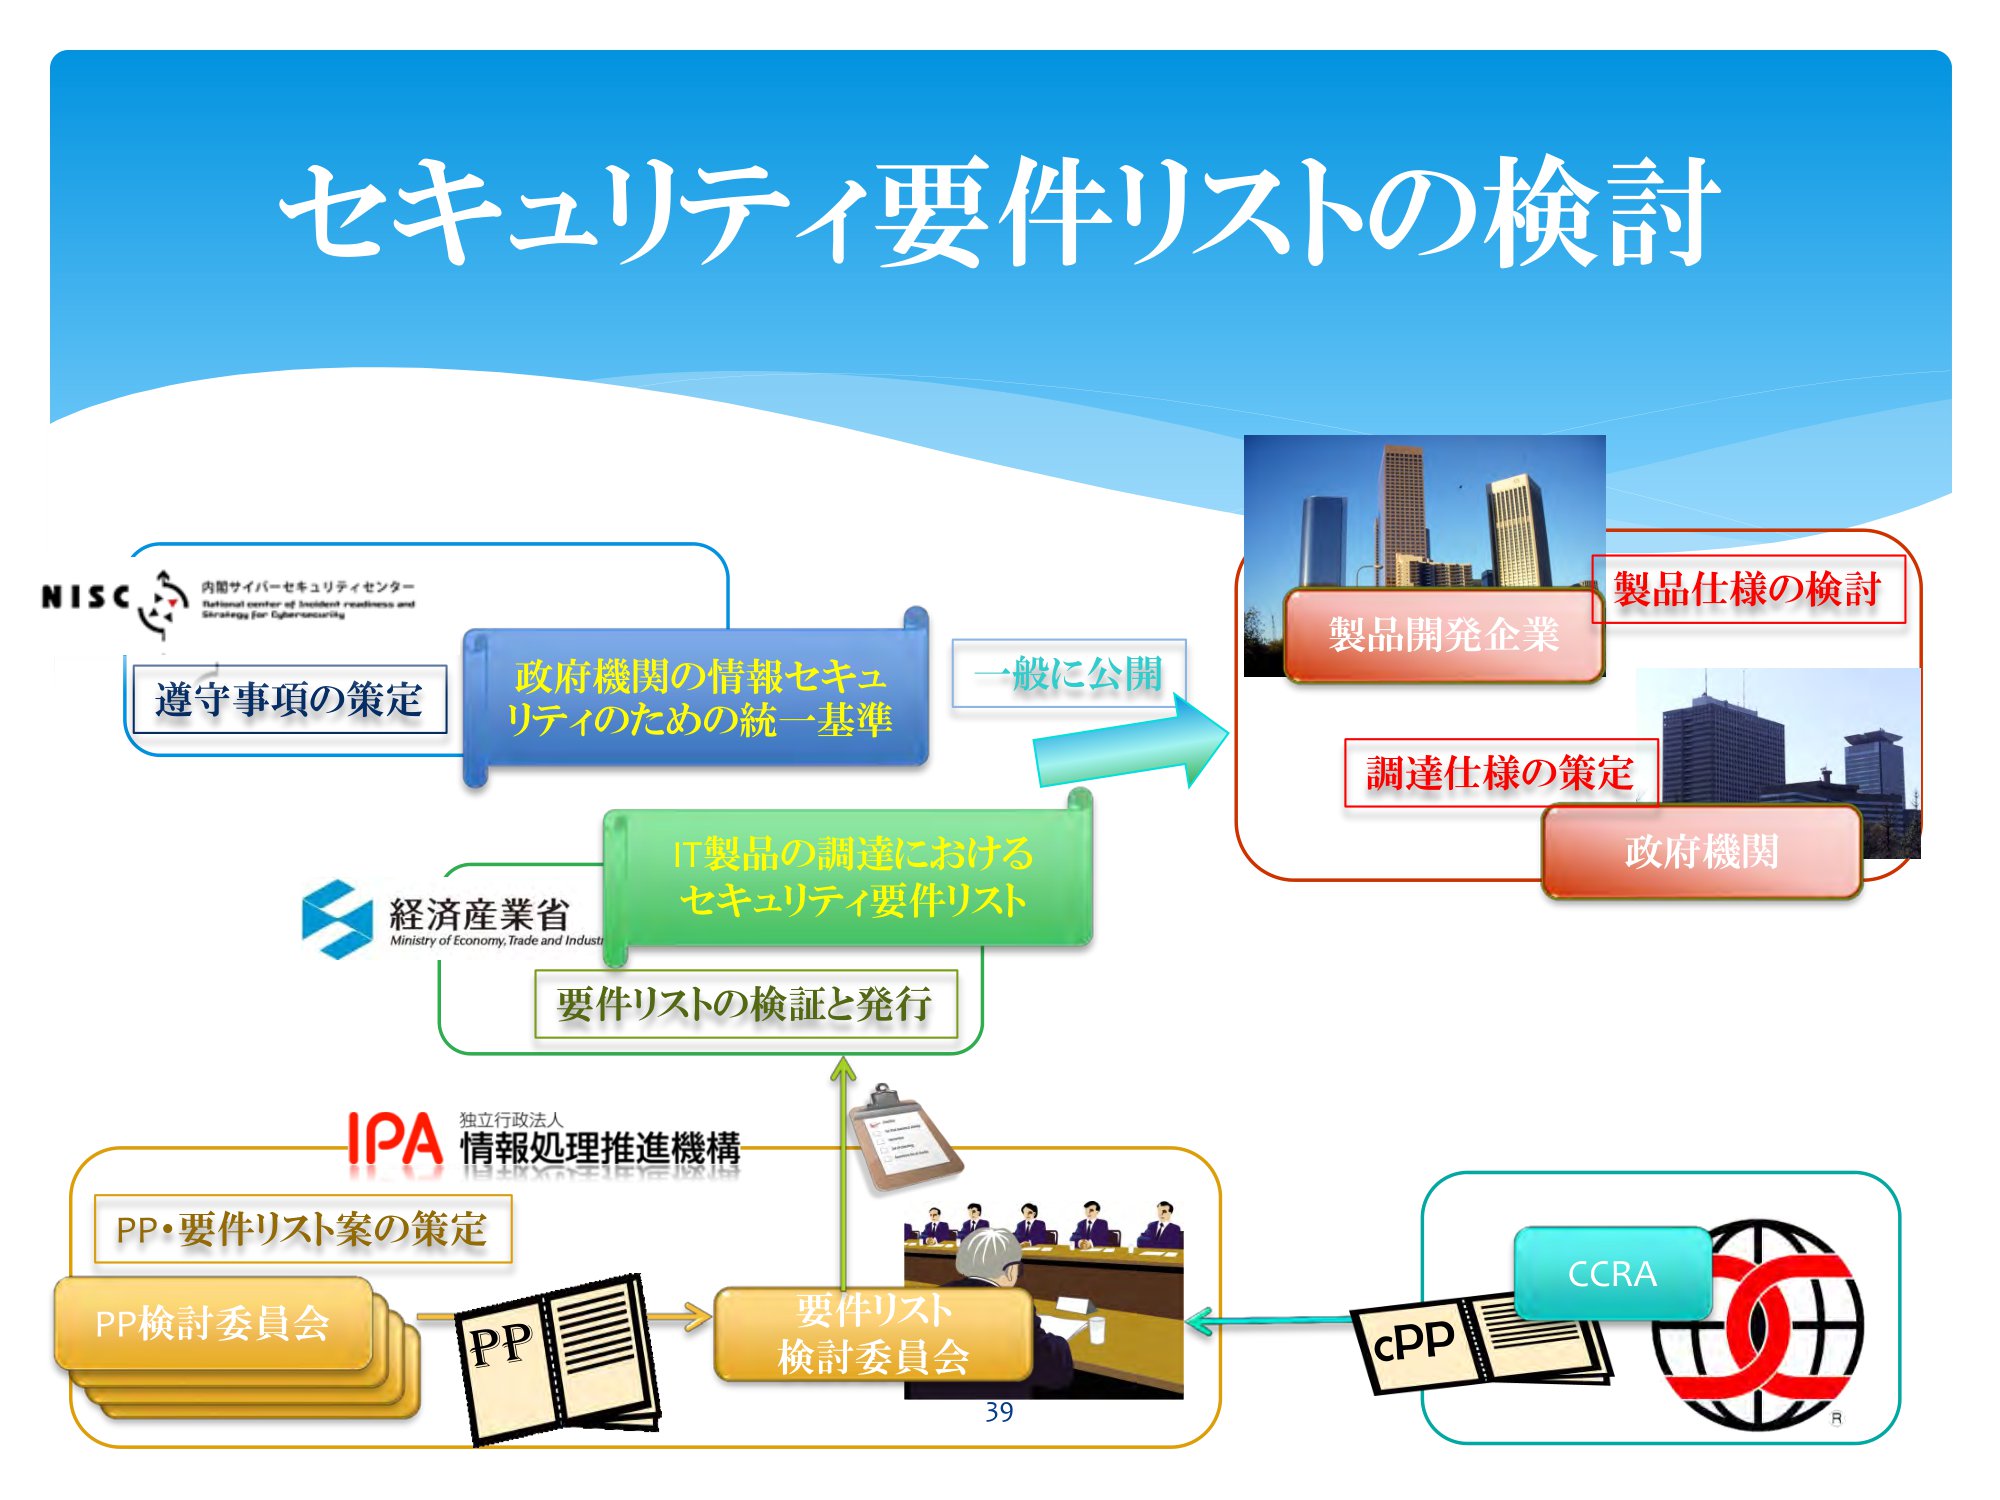 セキュリティ要件リストの検討
NISC
内閣サイバーセキュリティセンター
National center of Incident readiness and
Strategy for Cybersecurity
遵守事項の策定
政府機関の情報セキュ
リティのための統一基準
一般に公開
製品開発企業
製品仕様の検討
調達仕様の策定
政府機関
IT製品の調達における
セキュリティ要件リスト
経済産業省
Ministry of Economy, Trade and Industr
要件リストの検証と発行
IPA
独立行政法人
情報処理推進機構
PP・要件リスト案の策定
PP検討委員会
PP
要件リスト
検討委員会
39
cPP
CCRA
R